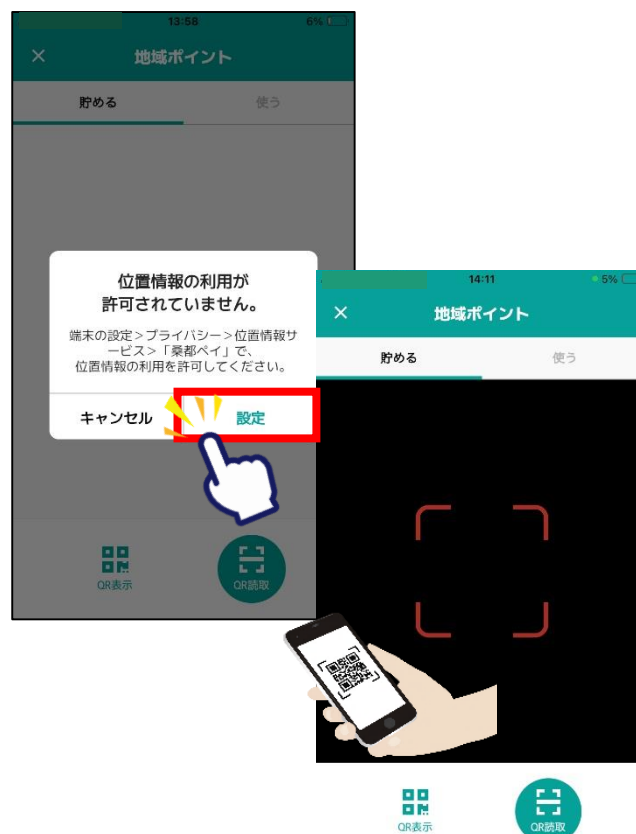 13:58 6%
× 地域ポイント
貯める 使う
位置情報の利用が
許可されていません。
端末の設定>プライバシー>位置情報サ
ービス>「桑都ペイ」で、
位置情報の利用を許可してください。
キャンセル 設定
QR表示 QR読取
14:11 5%
× 地域ポイント
貯める 使う
QR表示 QR読取